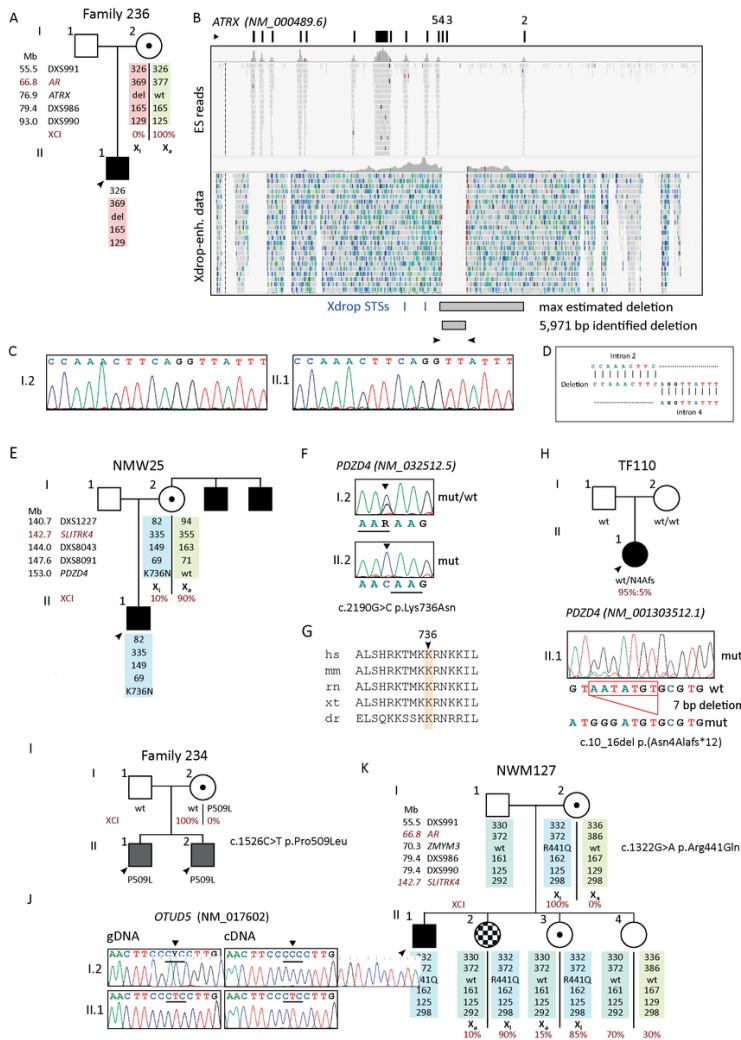 A
Family 236
I
1
2
Mb
55.5 DXS991 326 326
66.8 AR 369 377
76.9 ATRX del wt
79.4 DXS986 165 165
93.0 DXS990 129 125
XCI 0% 100%
Xi Xa
II
1
326
369
del
165
129
B
ATRX (NM_000489.6)
5 4 3 2
ES reads
Xdrop-enh. data
Xdrop STSs
max estimated deletion
5,971 bp identified deletion
C
I.2
C C A A A C T T C A G G T T A T T T
II.1
C C A A A C T T C A G G T T A T T T
D
Intron 2
C C A A A C T T C
Deletion C C A A A C T T C A G G T T A T T T
A G G T T A T T T
Intron 4
E
NMW25
I
1
2
Mb
140.7 DXS1227 82 94
142.7 SLITRK4 335 355
144.0 DXS8043 149 163
147.6 DXS8091 69 71
153.0 PDZD4 K736N wt
Xi Xa
II XCI 10% 90%
1
82
335
149
69
K736N
F
PDZD4 (NM_032512.5)
I.2 mut/wt
A A R A A G
II.2 mut
A A C A A G
c.2190G>C p.Lys736Asn
G
736
hs ALSHRKTMKKRNKKIL
mm ALSHRKTMKKRNKKIL
rn ALSHRKTMKKRNKKIL
xt ALSHRKTMKKRNKKIL
dr ELSQKKSSKKRNRRIL
H
TF110
I
1
2
wt wt/wt
II
1
wt/N4Afs
95%:5%
PDZD4 (NM_001303512.1)
II.1 mut
G T A A T A T G T G C G T G wt
7 bp deletion
A T G G G A T G T G C G T G mut
c.10_16del p.(Asn4Alafs*12)
I
Family 234
I
1
2
wt wt P509L
XCI 100% 0%
II
1
2
c.1526C>T p.Pro509Leu
P509L P509L
J
OTUD5 (NM_017602)
gDNA cDNA
I.2
AACTTCCCYCCTTG AACTTCCCCCCTTG
II.1
AACTTCCCTCCTTG AACTTCCCTCCTTG
K
NWM127
I
1
2
Mb
55.5 DXS991 330 332 336
66.8 AR 372 372 386
70.3 ZMYM3 wt R441Q wt
79.4 DXS986 161 162 167
79.4 DXS990 125 125 129
142.7 SLITRK4 292 298 298
Xi Xa
XCI 100% 0%
c.1322G>A p.Arg441Gln
II
1
2
3
4
332 330 332 330 332 330 336
372 372 372 372 372 372 386
41Q wt R441Q wt R441Q wt wt
162 161 162 161 162 161 167
125 125 125 125 125 125 129
298 292 298 292 298 292 298
Xa Xi Xa Xi
10% 90% 15% 85% 70% 30%